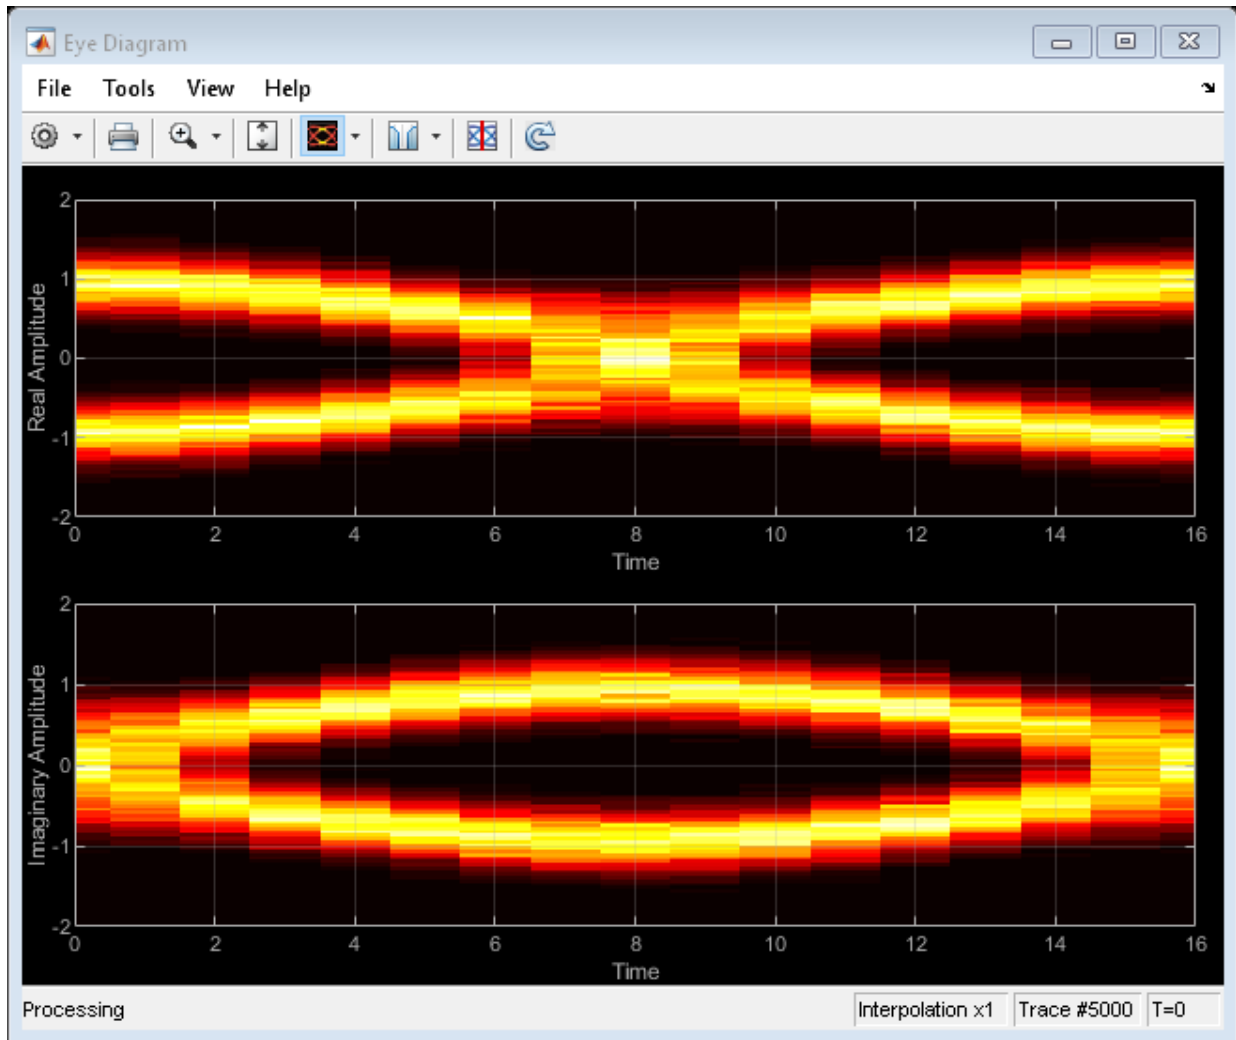 Eye Diagram
File Tools View Help
2
1
0
-1
-2
Real Amplitude
0 2 4 6 8 10 12 14 16
Time
2
1
0
-1
-2
Imaginary Amplitude
0 2 4 6 8 10 12 14 16
Time
Processing Interpolation x1 Trace #5000 T=0